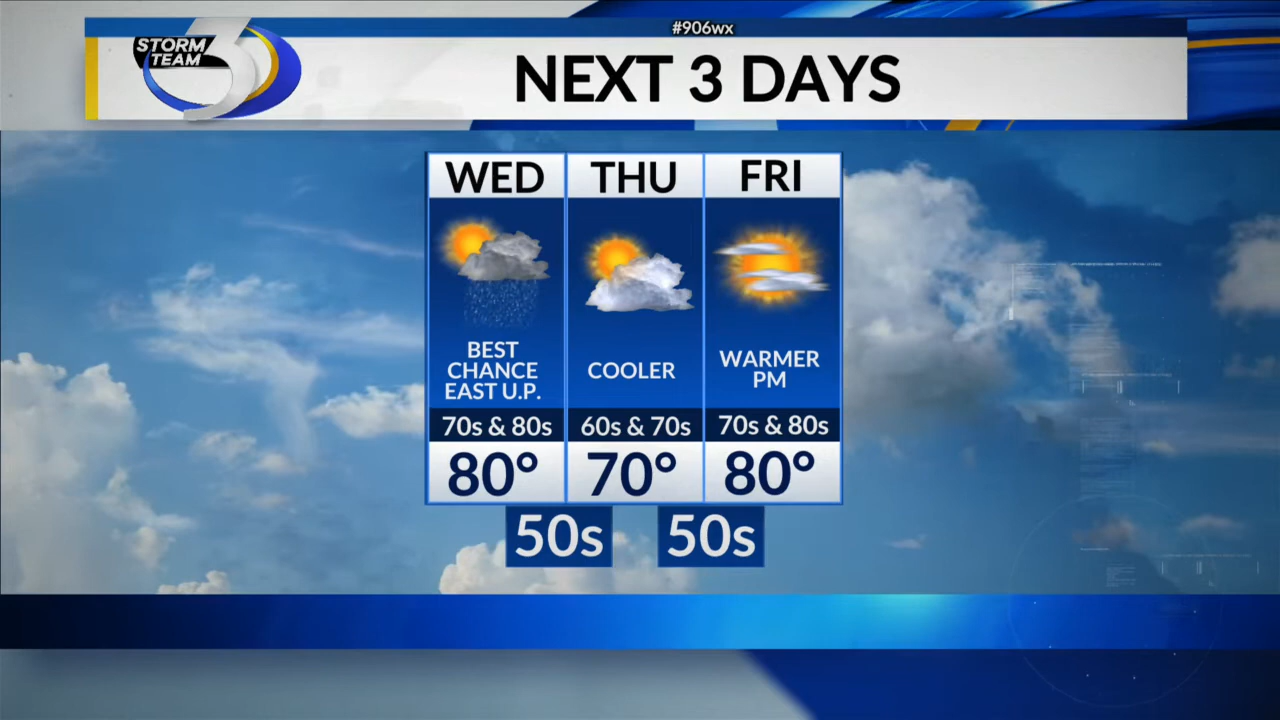 #906wx
STORM
TEAM
3
NEXT 3 DAYS
WED
THU
FRI
BEST
CHANCE
EAST U.P.
COOLER
WARMER
PM
70s & 80s
60s & 70s
70s & 80s
80°
70°
80°
50s
50s